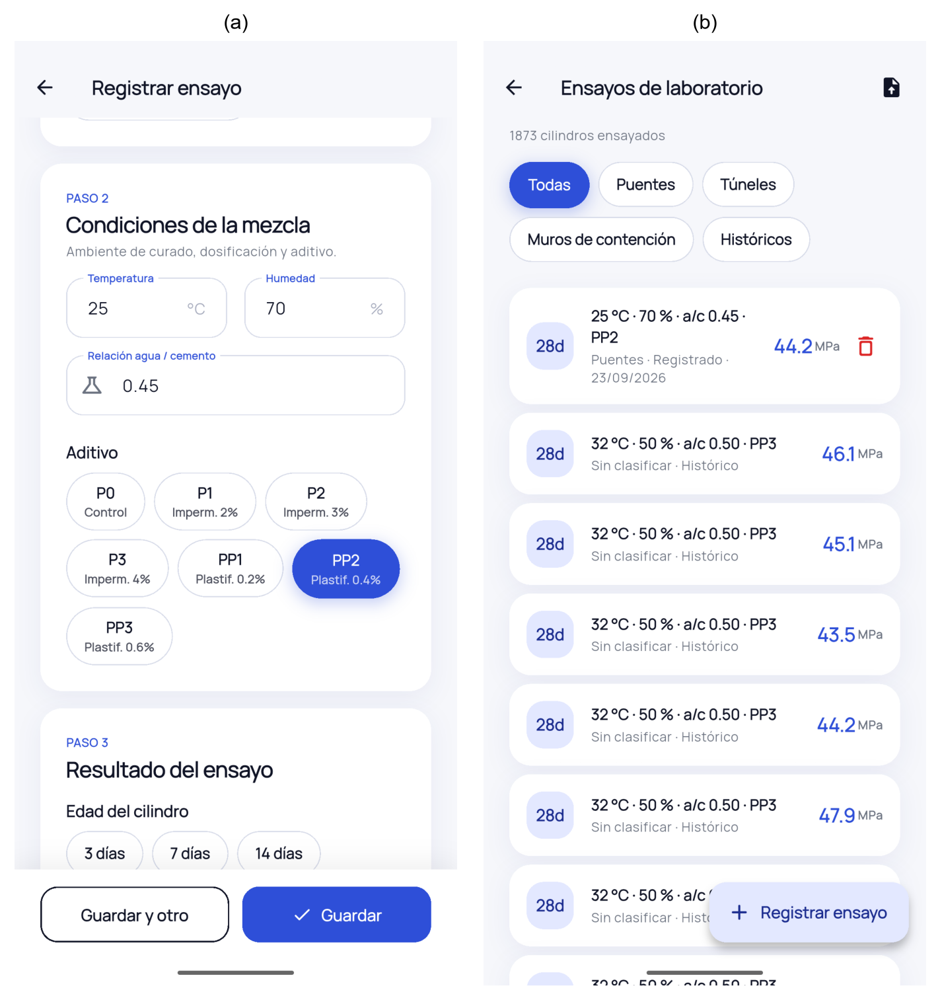 (a)
Registrar ensayo
PASO 2
Condiciones de la mezcla
Ambiente de curado, dosificación y aditivo.
Temperatura
25 °C
Humedad
70 %
Relación agua / cemento
0.45
Aditivo
P0
Control
P1
Imperm. 2%
P2
Imperm. 3%
P3
Imperm. 4%
PP1
Plastif. 0.2%
PP2
Plastif. 0.4%
PP3
Plastif. 0.6%
PASO 3
Resultado del ensayo
Edad del cilindro
3 días
7 días
14 días
Guardar y otro
Guardar
(b)
Ensayos de laboratorio
1873 cilindros ensayados
Todas
Puentes
Túneles
Muros de contención
Históricos
28d
25 °C · 70 % · a/c 0.45 ·
PP2
Puentes · Registrado ·
23/09/2026
44.2 MPa
28d
32 °C · 50 % · a/c 0.50 · PP3
Sin clasificar · Histórico
46.1 MPa
28d
32 °C · 50 % · a/c 0.50 · PP3
Sin clasificar · Histórico
45.1 MPa
28d
32 °C · 50 % · a/c 0.50 · PP3
Sin clasificar · Histórico
43.5 MPa
28d
32 °C · 50 % · a/c 0.50 · PP3
Sin clasificar · Histórico
44.2 MPa
28d
32 °C · 50 % · a/c 0.50 · PP3
Sin clasificar · Histórico
47.9 MPa
28d
32 °C · 50 % · a/c
Sin clasificar · Histó
Registrar ensayo
32 °C · 50 % · a/c 0.50 · PP3